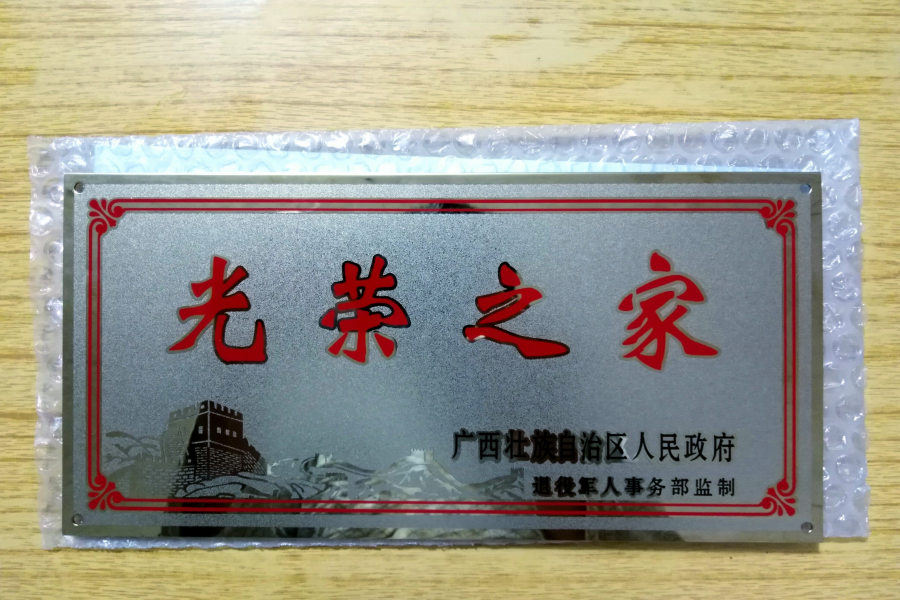 光荣之家
广西壮族自治区人民政府
退役军人事务部监制